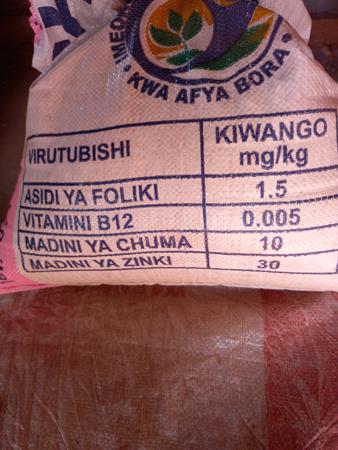 KWA AFYA BORA
VIRUTUBISHI KIWANGO mg/kg
ASIDI YA FOLIKI 1.5
VITAMINI B12 0.005
MADINI YA CHUMA 10
MADINI YA ZINKI 30